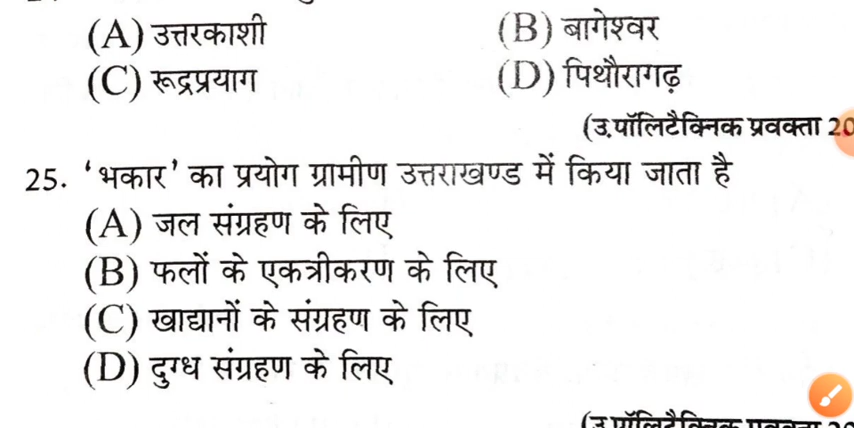 (A) उत्तरकाशी (B) बागेश्वर
(C) रूद्रप्रयाग (D) पिथौरागढ़
(उ.पॉलिटैक्निक प्रवक्ता 20
25. ‘भकार’ का प्रयोग ग्रामीण उत्तराखण्ड में किया जाता है
(A) जल संग्रहण के लिए
(B) फलों के एकत्रीकरण के लिए
(C) खाद्यानों के संग्रहण के लिए
(D) दुग्ध संग्रहण के लिए